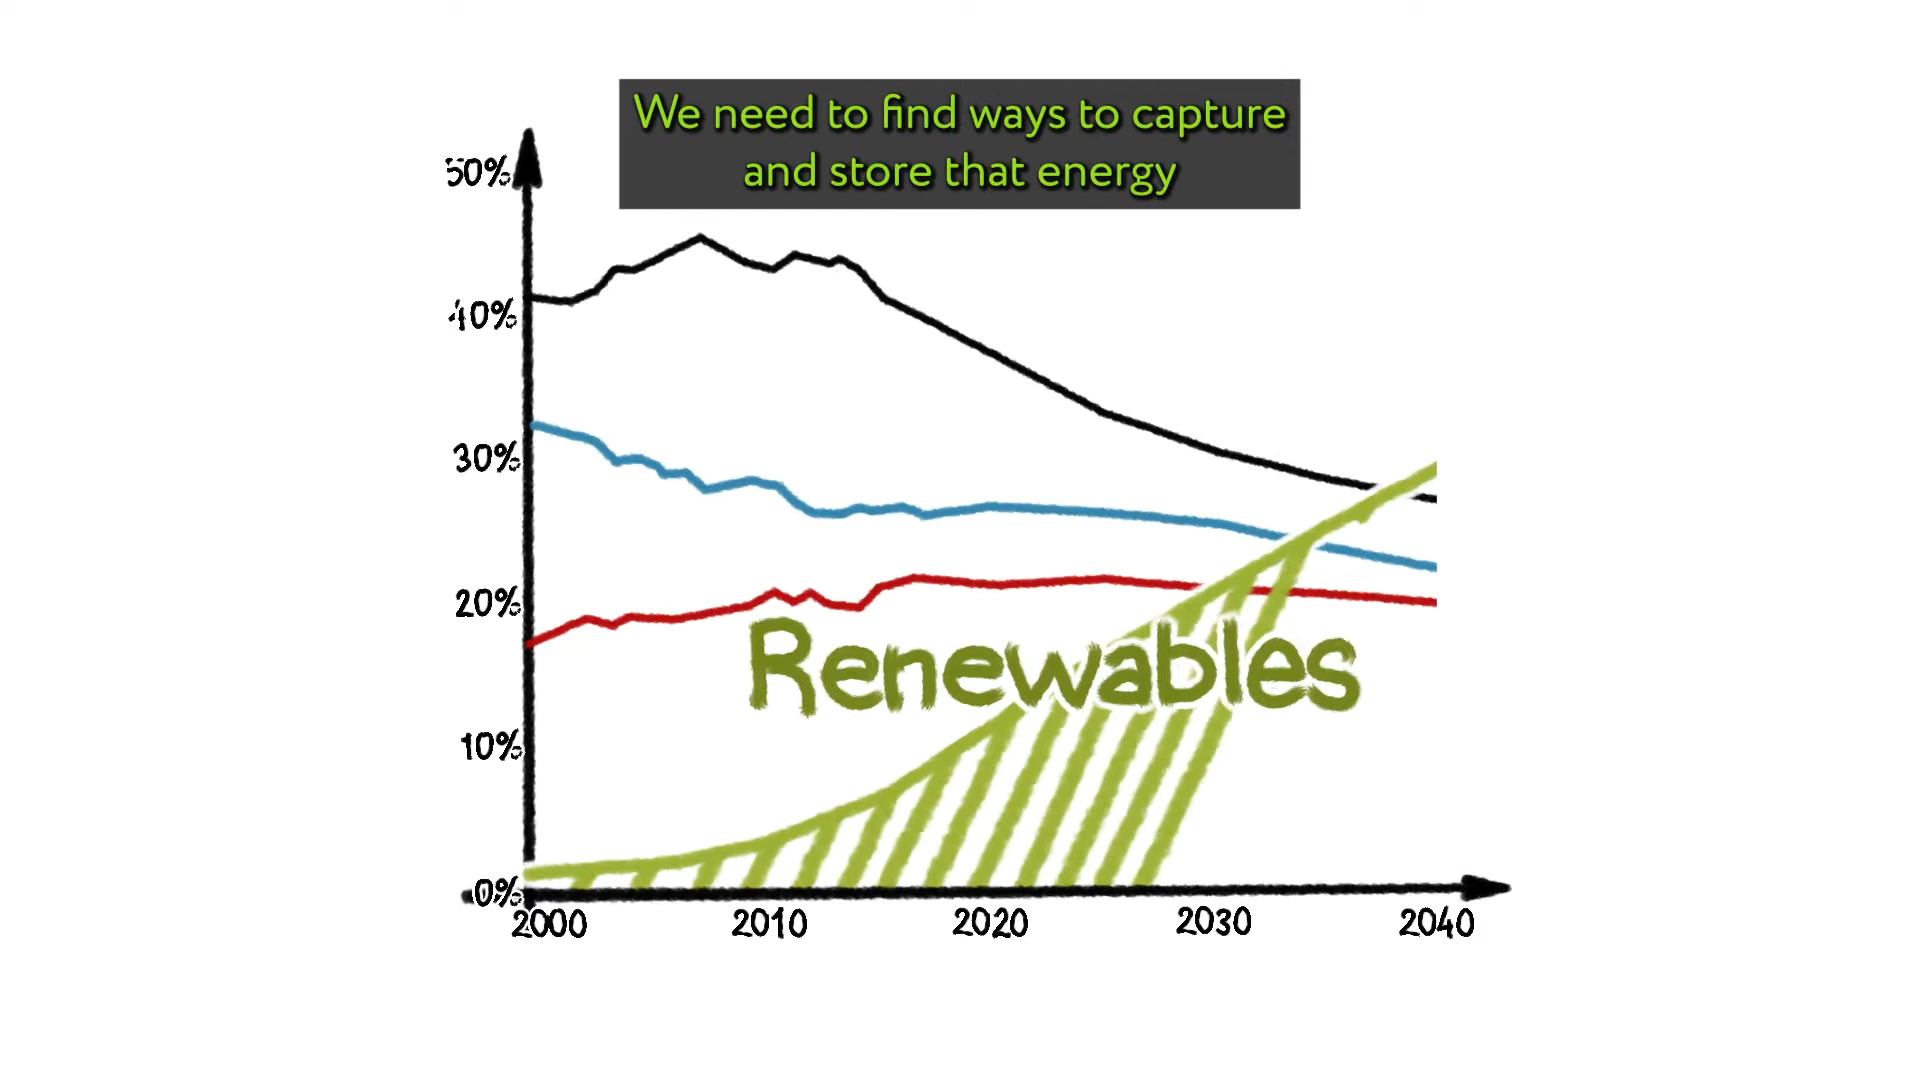 We need to find ways to capture
and store that energy
50%
40%
30%
20%
10%
0%
Renewables
2000 2010 2020 2030 2040